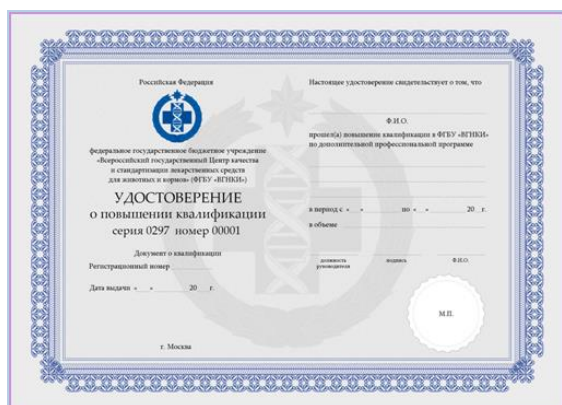 Российская Федерация
федеральное государственное бюджетное учреждение
«Всероссийский государственный Центр качества
и стандартизации лекарственных средств
для животных и кормов» (ФГБУ «ВГНКИ»)
УДОСТОВЕРЕНИЕ
о повышении квалификации
серия 0297 номер 00001
Документ о квалификации
Регистрационный номер
Дата выдачи « » 20 г.
г. Москва
Настоящее удостоверение свидетельствует о том, что
Ф.И.О.
прошел(а) повышение квалификации в ФГБУ «ВГНКИ»
по дополнительной профессиональной программе
в период с « » по « » 20 г.
в объеме
должность руководителя
подпись
Ф.И.О.
М.П.